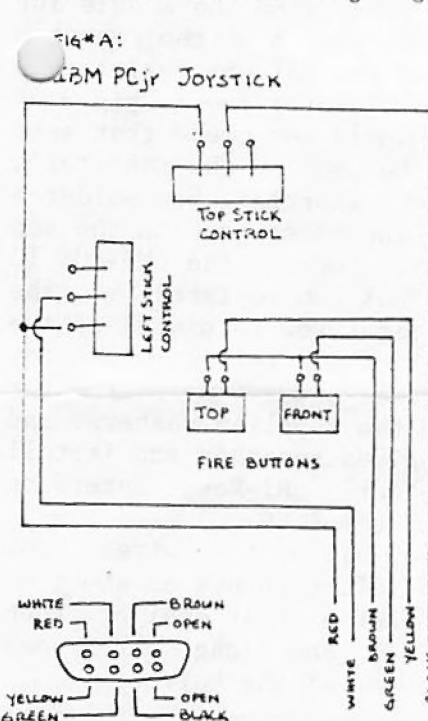 FIG#A:
IBM PCjr JOYSTICK
TOP STICK
CONTROL
LEFT STICK
CONTROL
TOP
FRONT
FIRE BUTTONS
RED
WHITE
BROWN
GREEN
YELLOW
WHITE
BROWN
RED
OPEN
YELLOW
OPEN
GREEN
BLACK